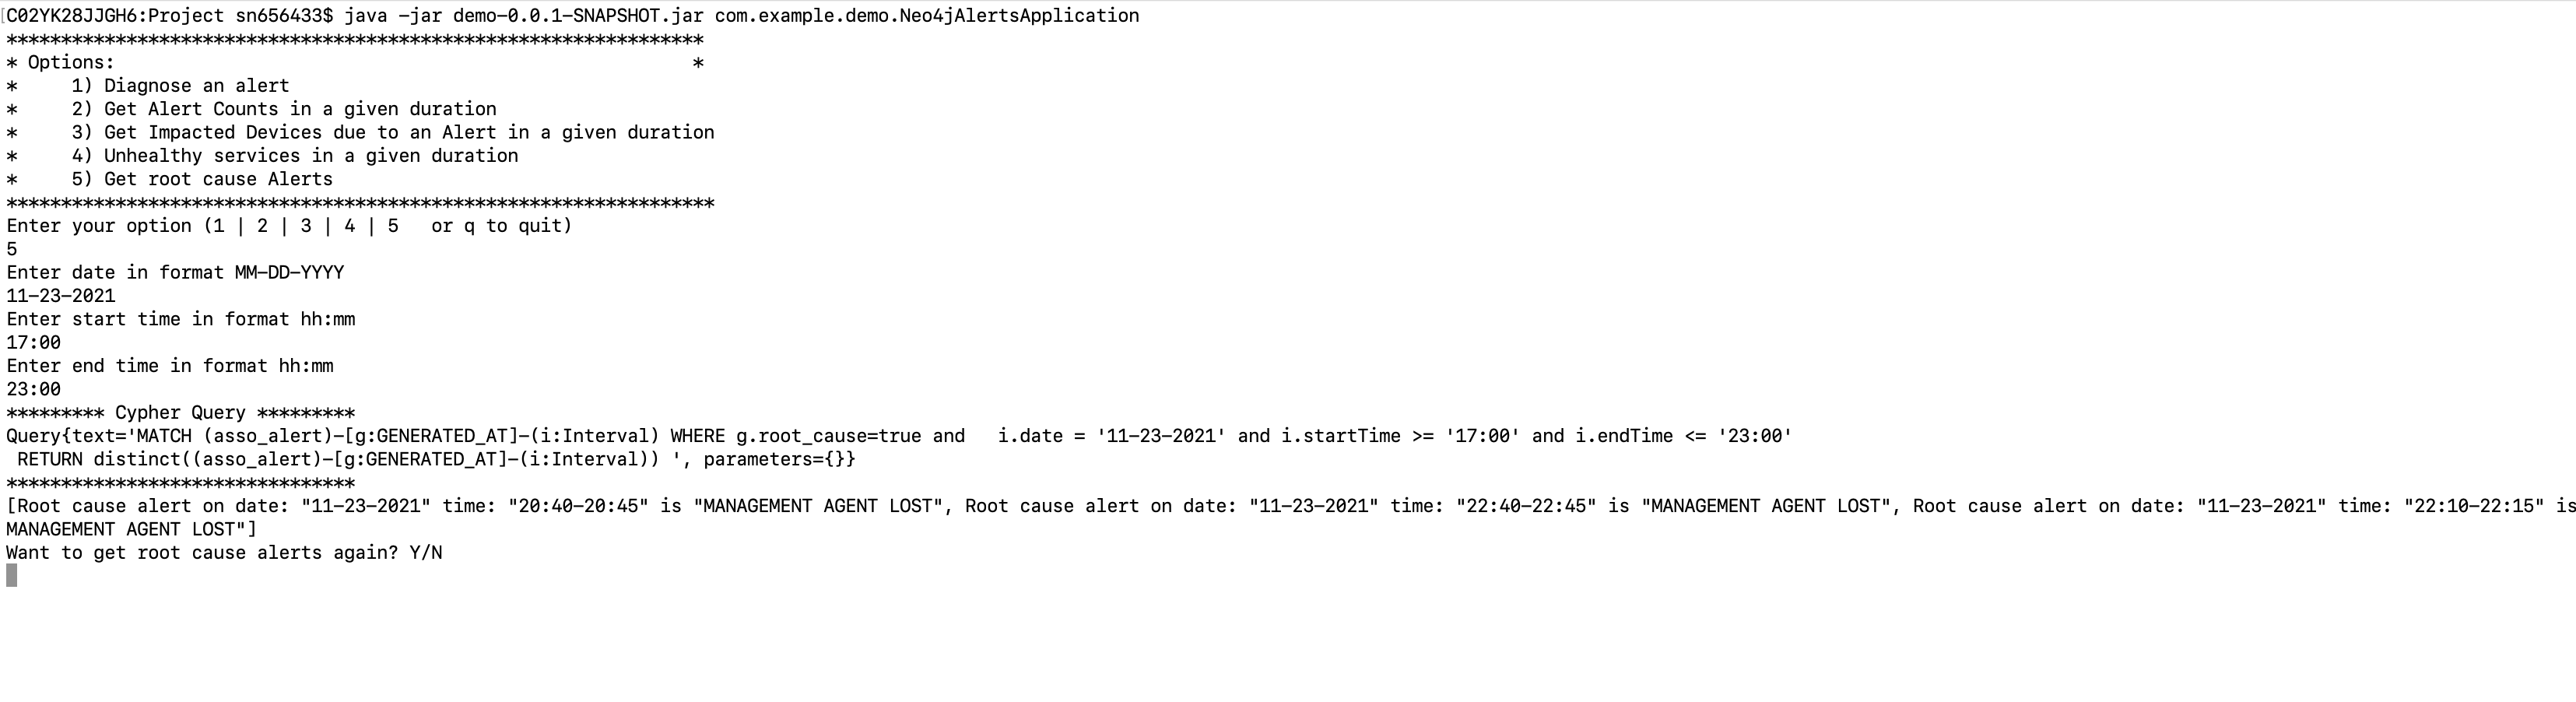 C02YK28JJGH6:Project sn656433$ java -jar demo-0.0.1-SNAPSHOT.jar com.example.demo.Neo4jAlertsApplication
****************************************************************
* Options:                                                     *
*     1) Diagnose an alert
*     2) Get Alert Counts in a given duration
*     3) Get Impacted Devices due to an Alert in a given duration
*     4) Unhealthy services in a given duration
*     5) Get root cause Alerts
*****************************************************************
Enter your option (1 | 2 | 3 | 4 | 5   or q to quit)
5
Enter date in format MM-DD-YYYY
11-23-2021
Enter start time in format hh:mm
17:00
Enter end time in format hh:mm
23:00
********* Cypher Query *********
Query{text='MATCH (asso_alert)-[g:GENERATED_AT]-(i:Interval) WHERE g.root_cause=true and   i.date = '11-23-2021' and i.startTime >= '17:00' and i.endTime <= '23:00'
 RETURN distinct((asso_alert)-[g:GENERATED_AT]-(i:Interval)) ', parameters={}}
********************************
[Root cause alert on date: "11-23-2021" time: "20:40-20:45" is "MANAGEMENT AGENT LOST", Root cause alert on date: "11-23-2021" time: "22:40-22:45" is "MANAGEMENT AGENT LOST", Root cause alert on date: "11-23-2021" time: "22:10-22:15" is
MANAGEMENT AGENT LOST"]
Want to get root cause alerts again? Y/N